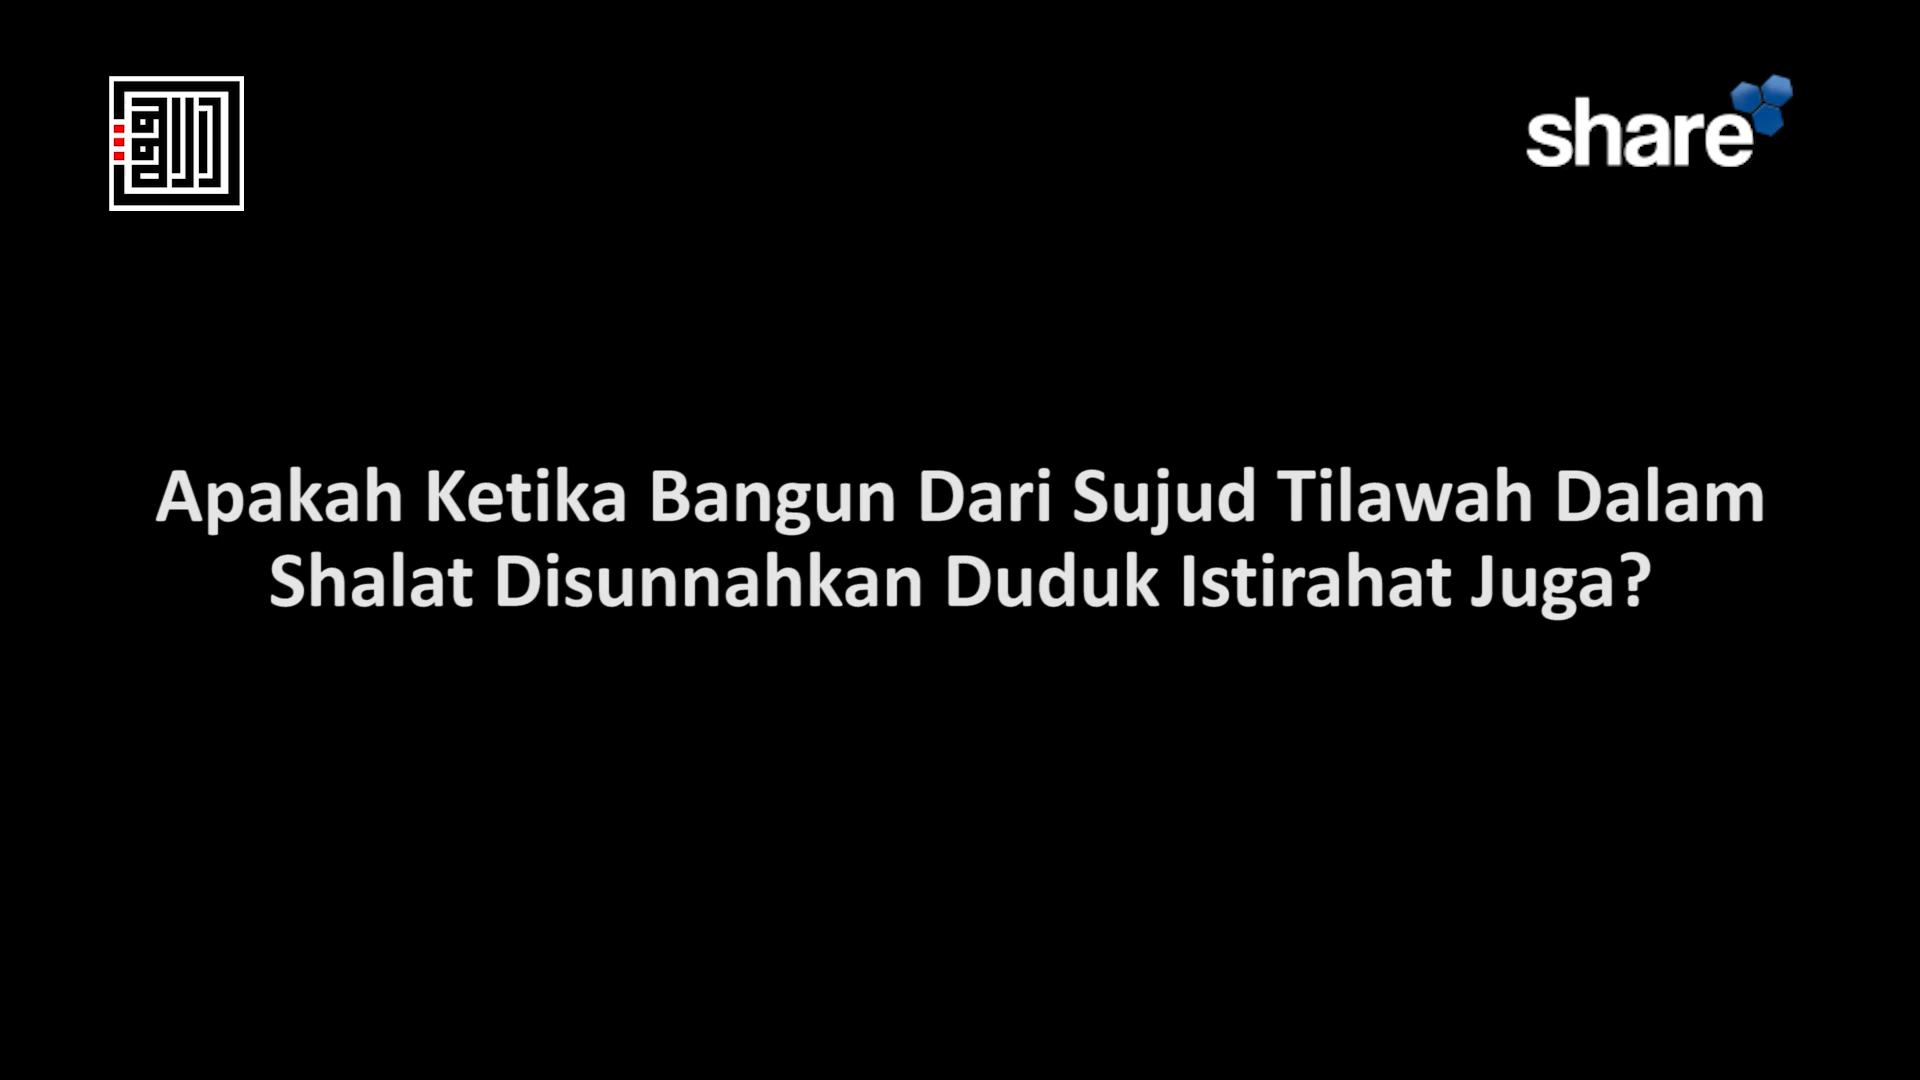 share
Apakah Ketika Bangun Dari Sujud Tilawah Dalam
Shalat Disunnahkan Duduk Istirahat Juga?